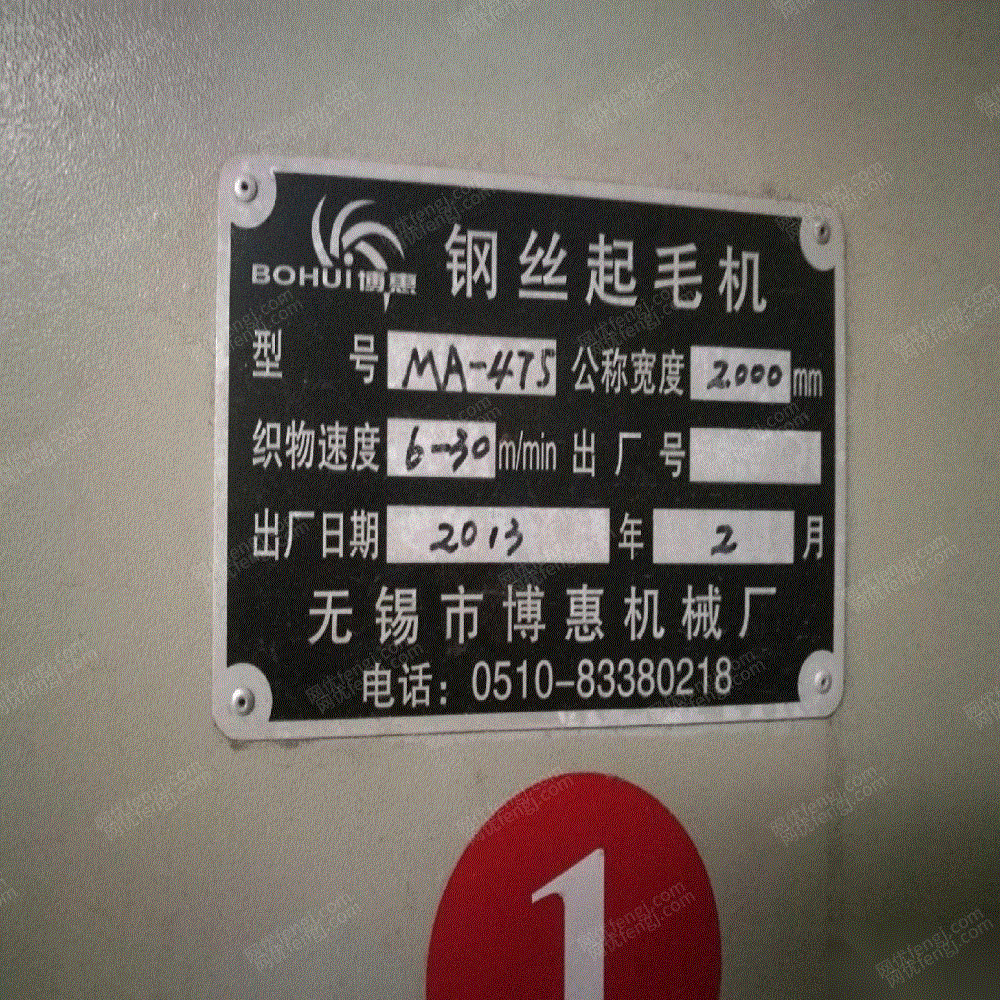 BOHUi博惠 钢丝起毛机
型 号 MA-475 公称宽度 2000 mm
织物速度 6-30 m/min 出厂号
出厂日期 2013 年 2 月
无锡市博惠机械厂
电话：0510-83380218
1